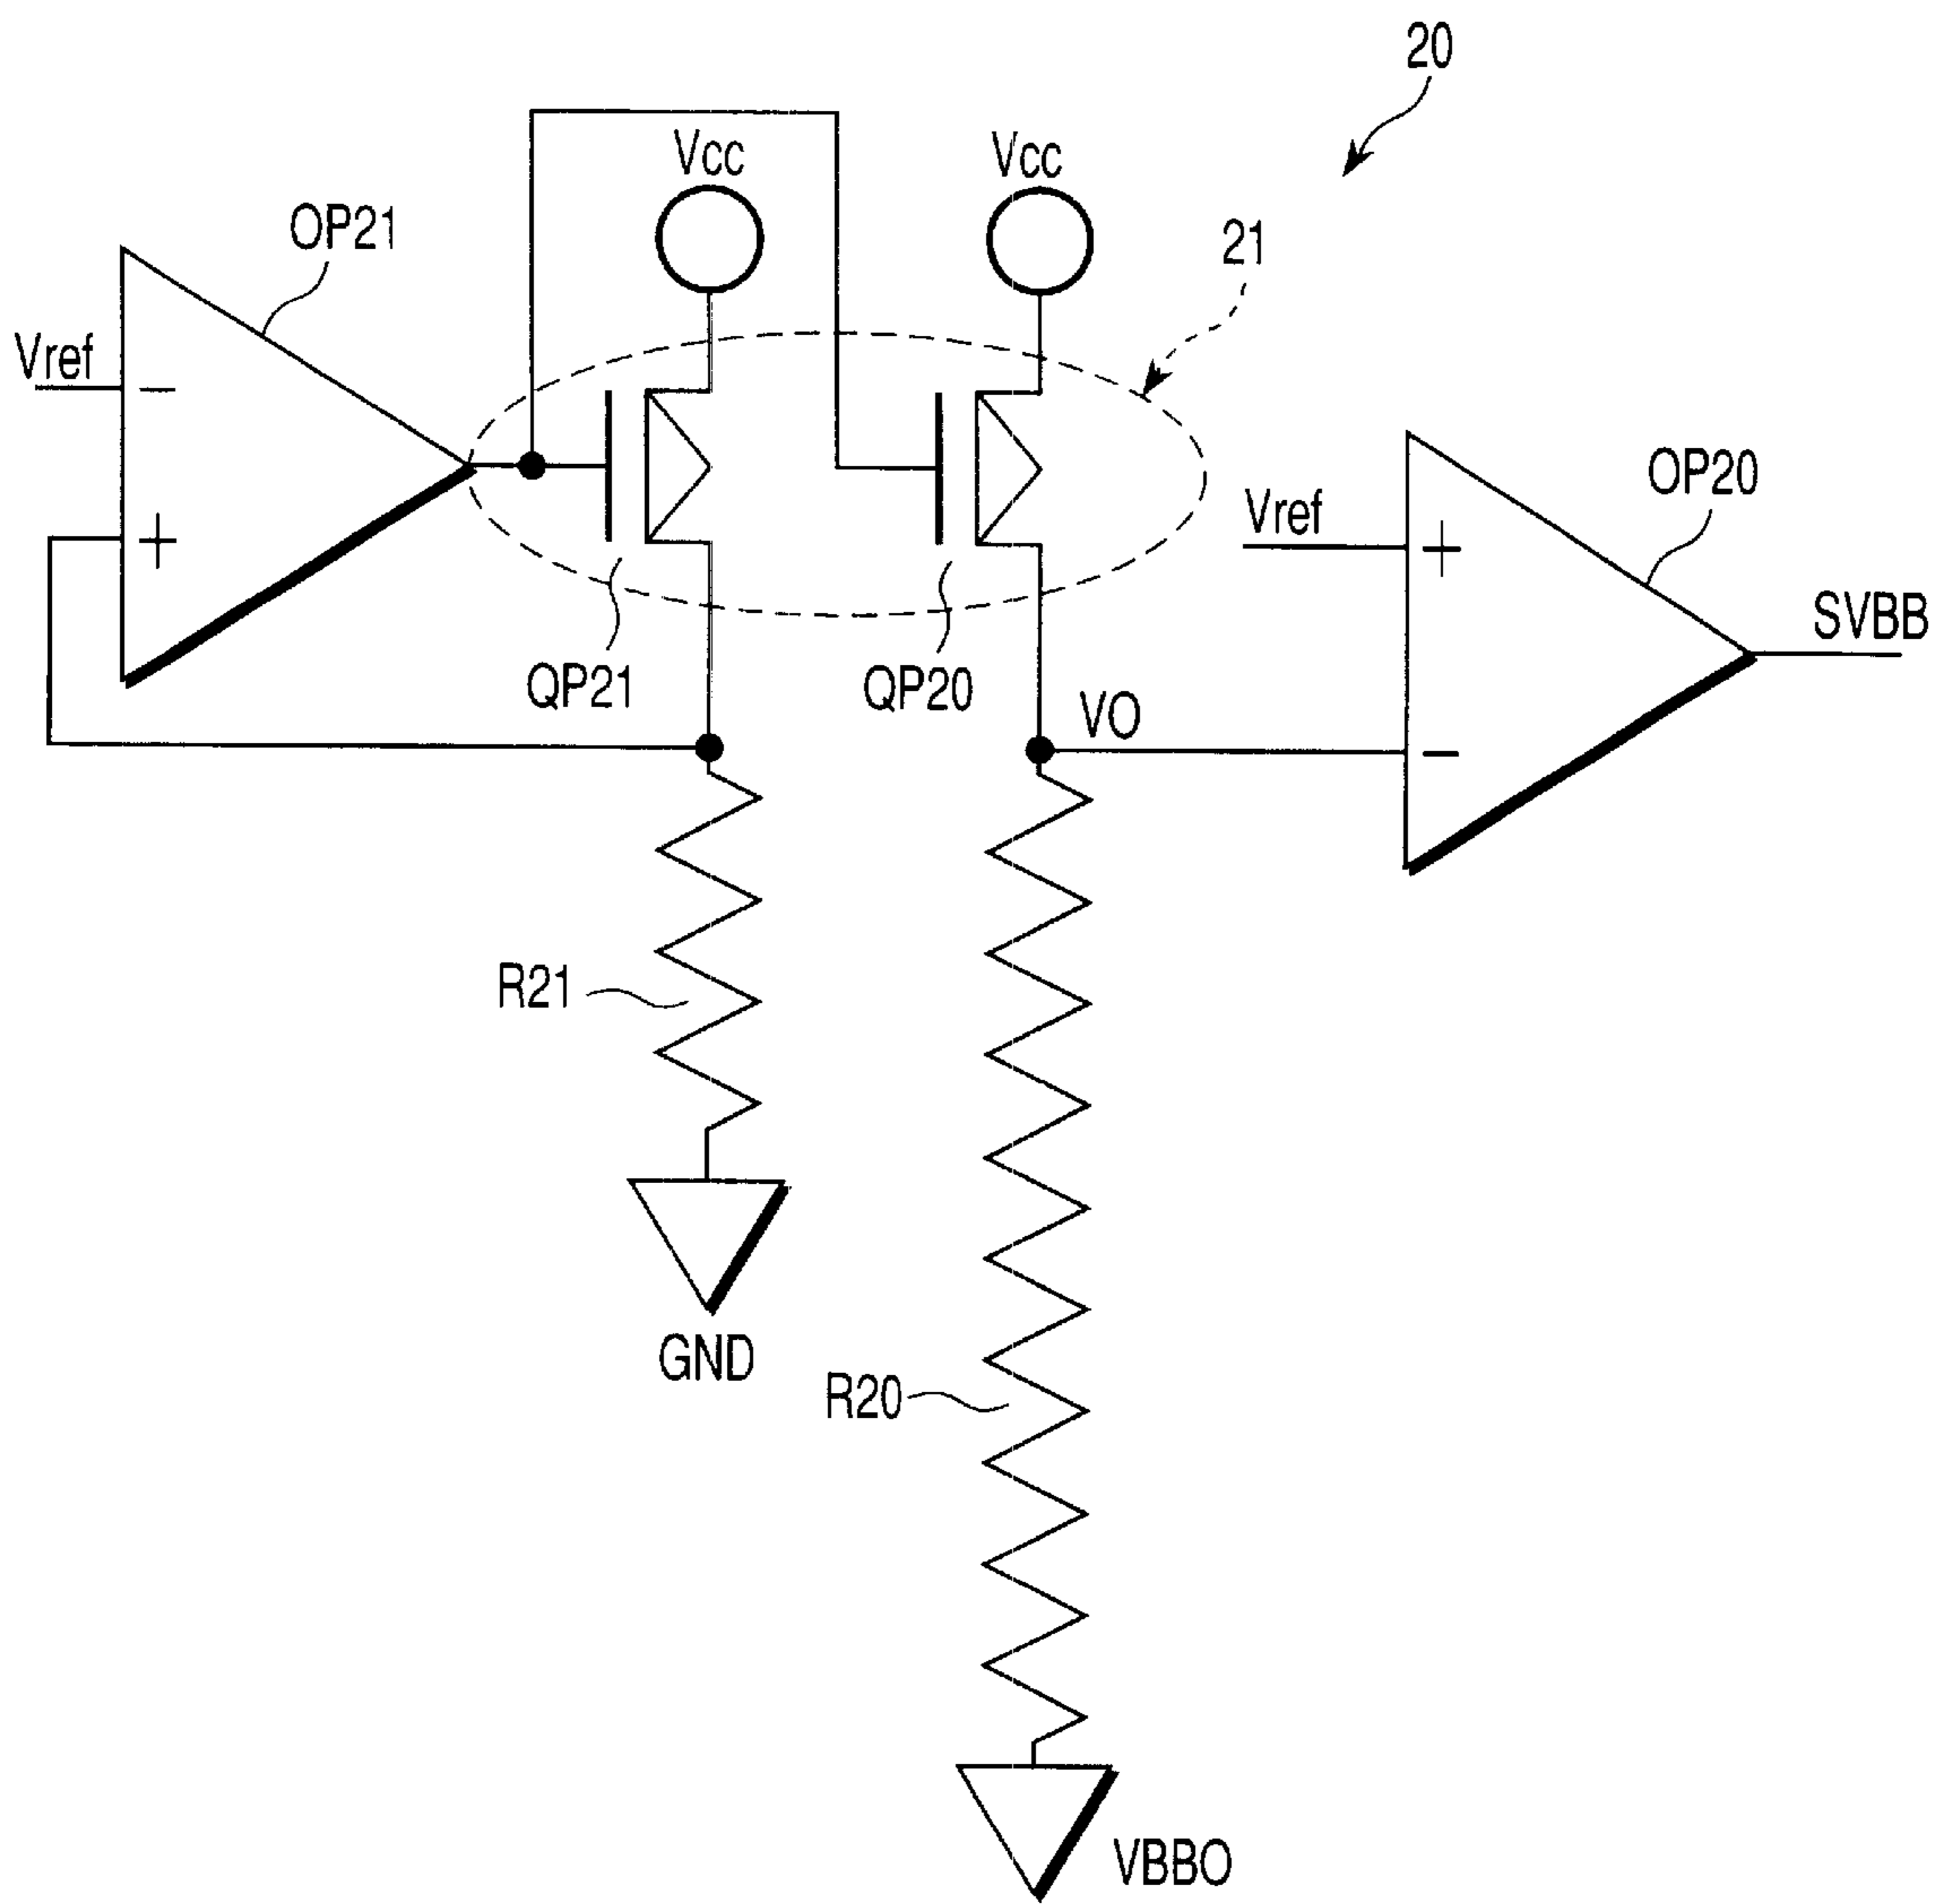 20
Vcc
Vcc
OP21
21
Vref
−
OP20
Vref
+
+
SVBB
QP21
QP20
VO
−
R21
GND
R20
VBBO